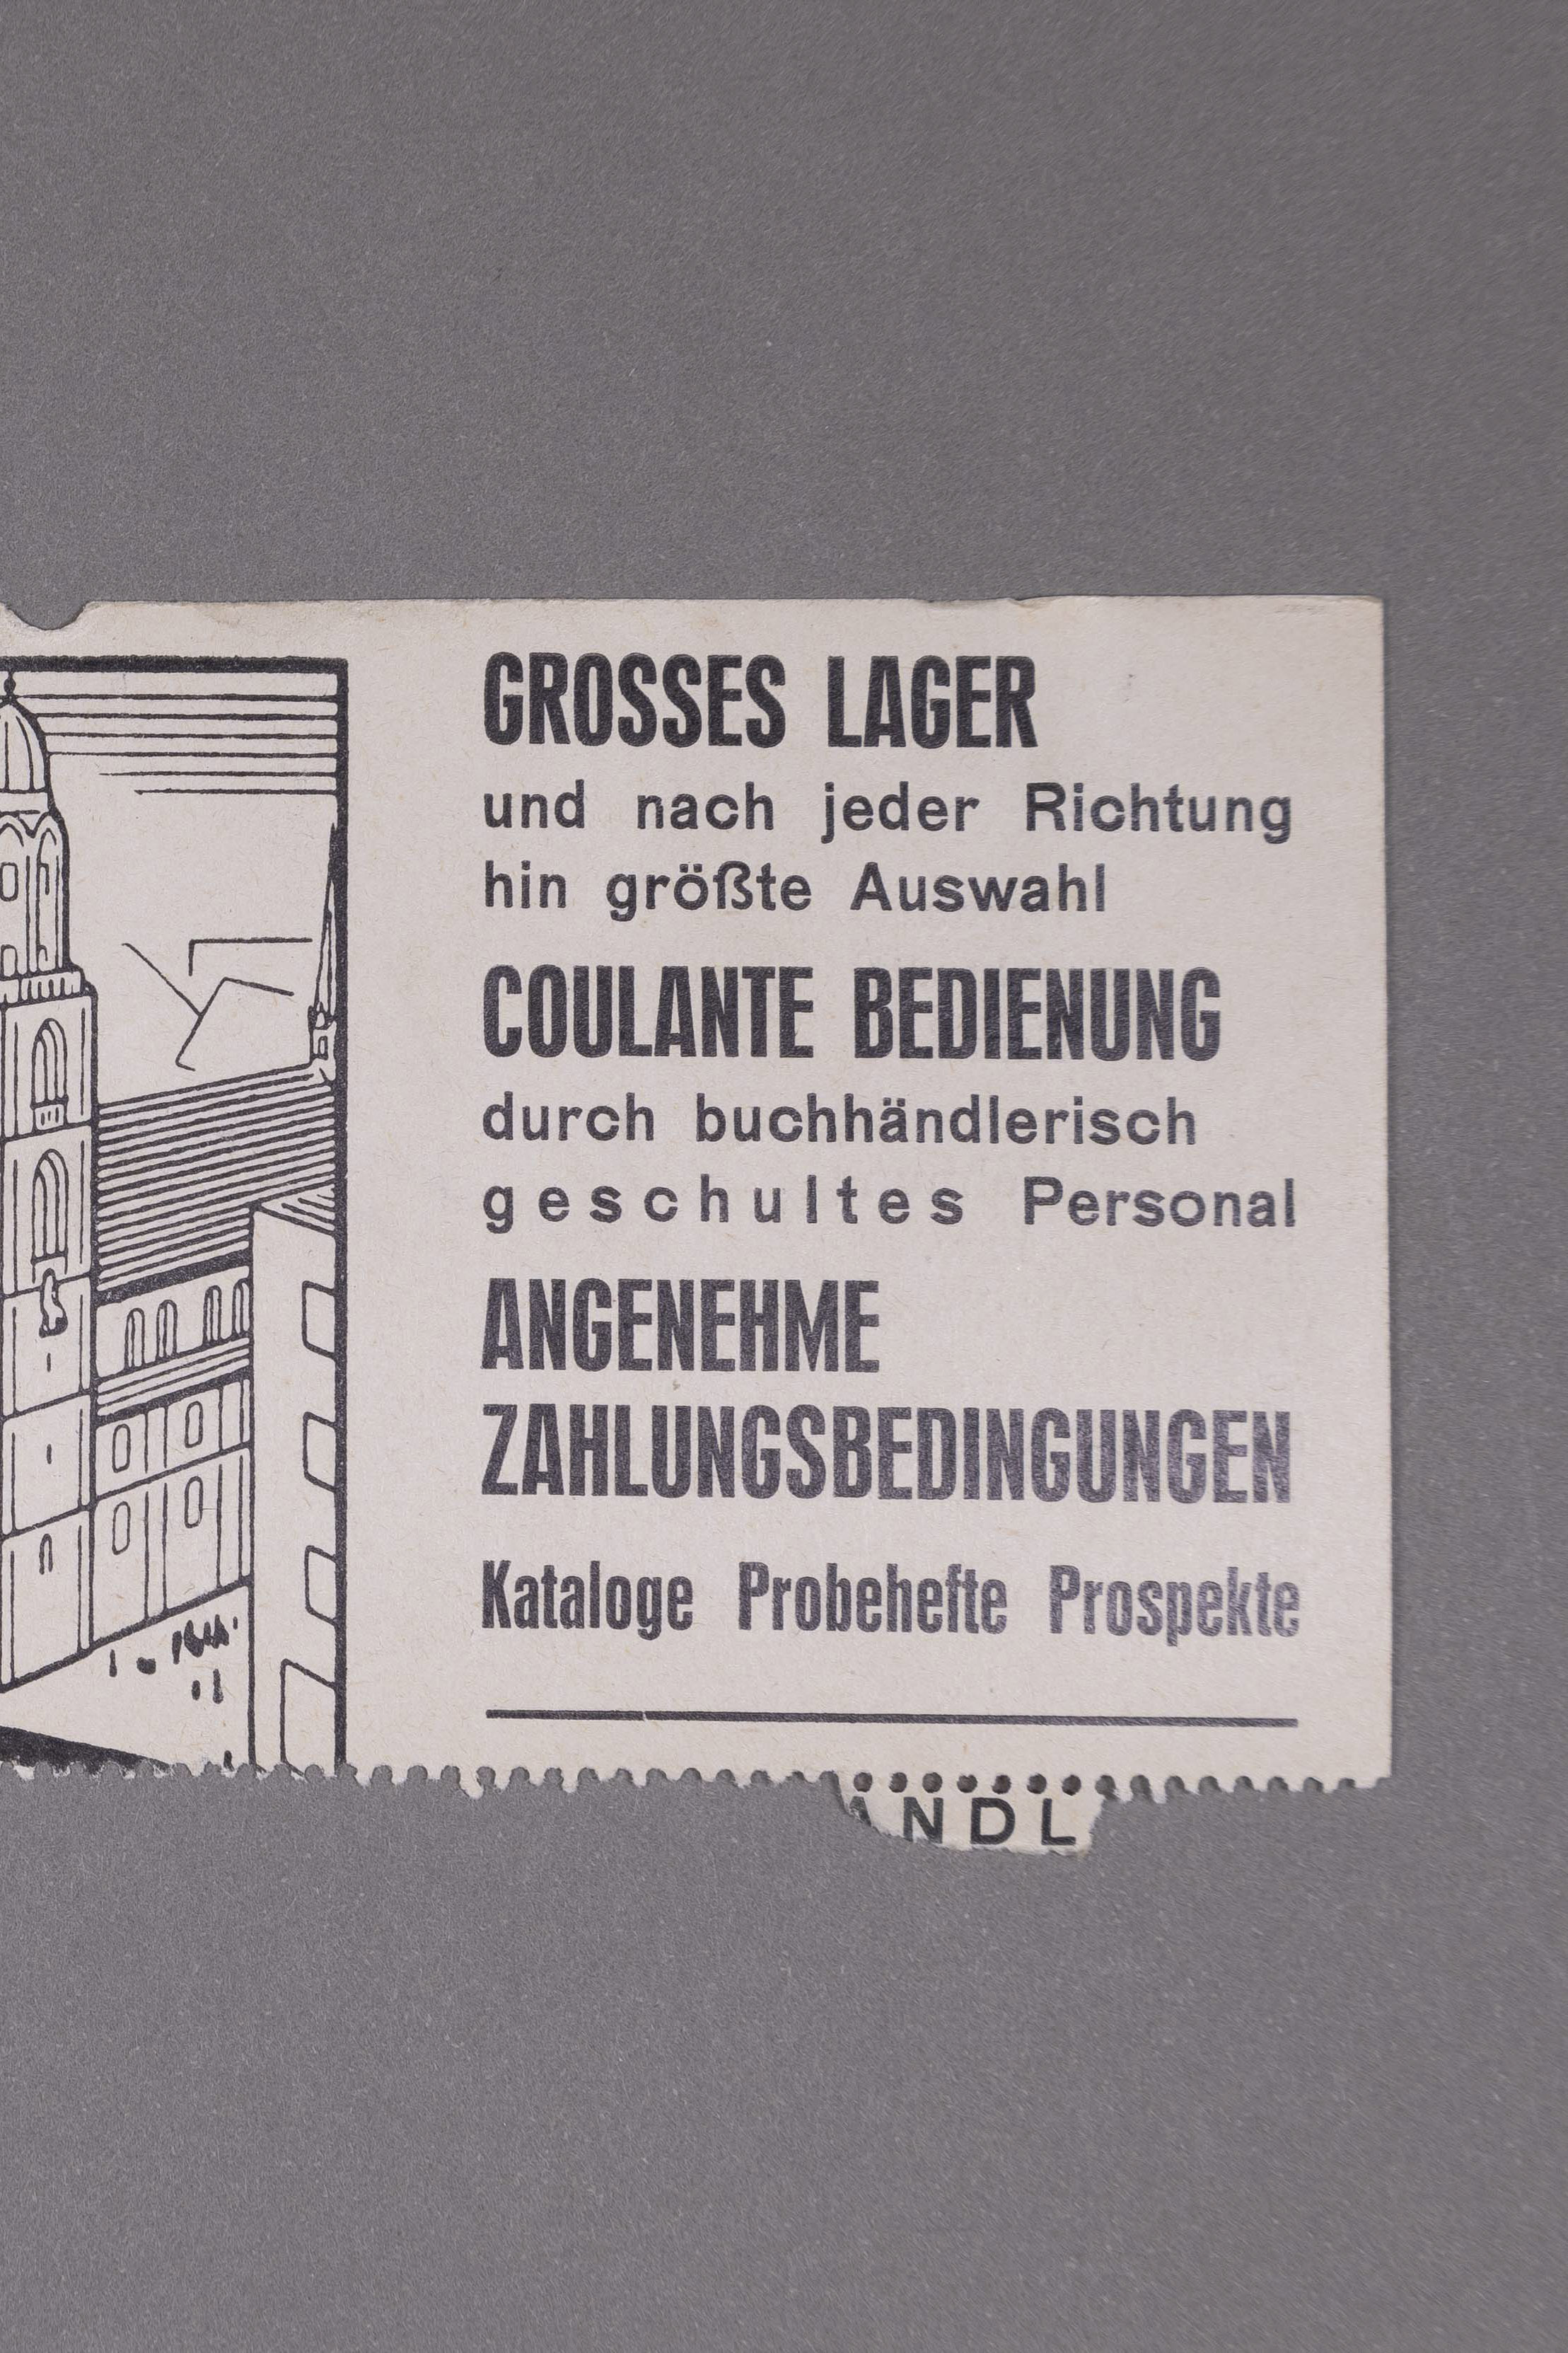 GROSSES LAGER
und nach jeder Richtung
hin größte Auswahl
COULANTE BEDIENUNG
durch buchhändlerisch
geschultes Personal
ANGENEHME
ZAHLUNGSBEDINGUNGEN
Kataloge Probehefte Prospekte
ANDL